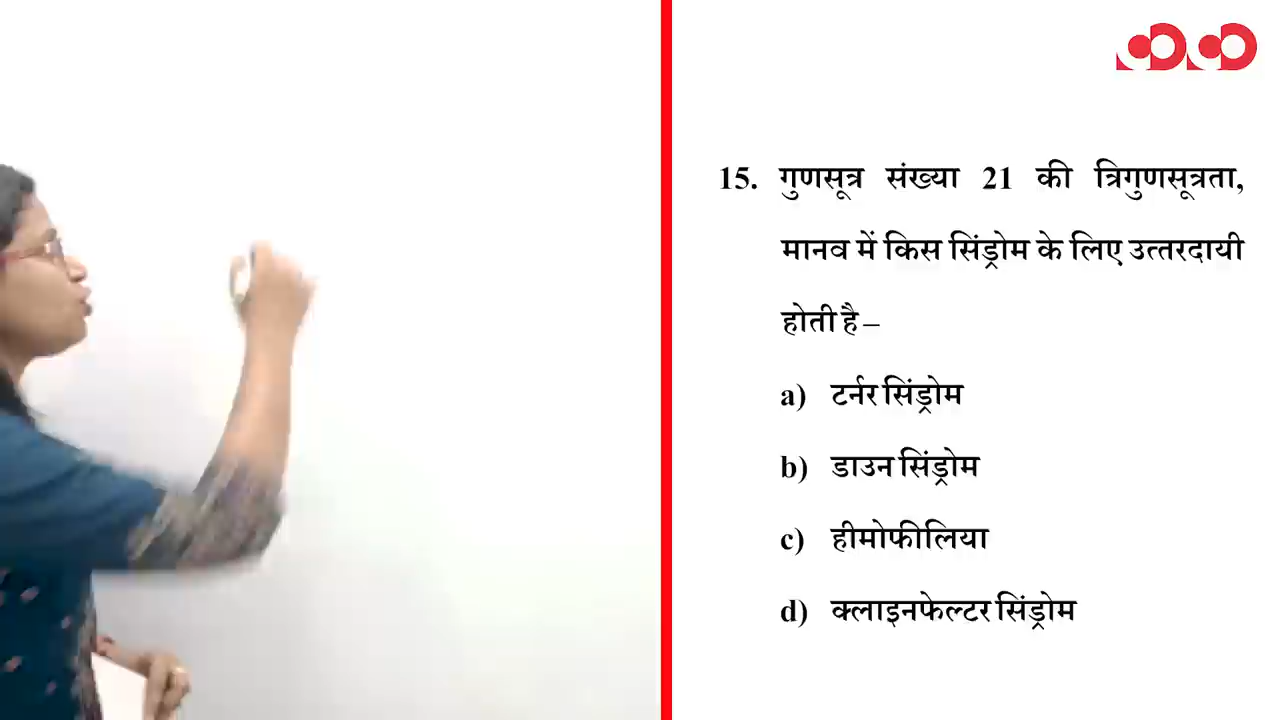 15. गुणसूत्र संख्या 21 की त्रिगुणसूत्रता,
मानव में किस सिंड्रोम के लिए उत्तरदायी
होती है –
a) टर्नर सिंड्रोम
b) डाउन सिंड्रोम
c) हीमोफीलिया
d) क्लाइनफेल्टर सिंड्रोम